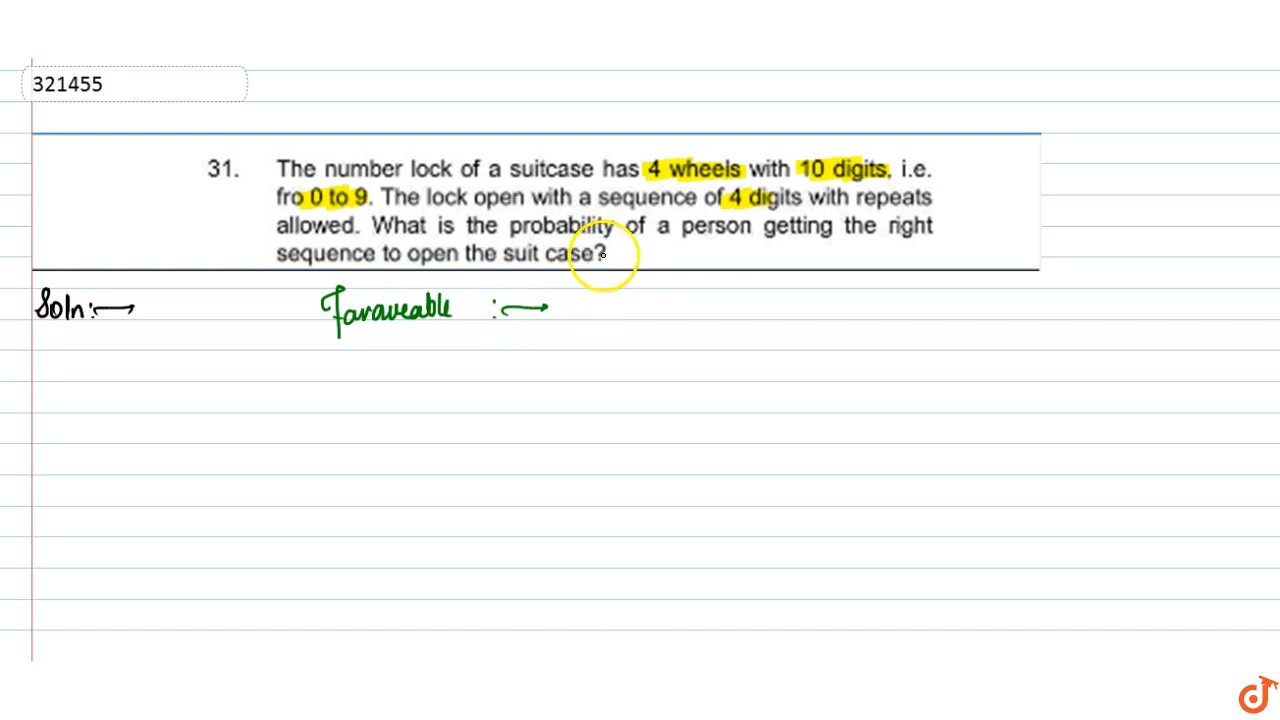 321455
31. The number lock of a suitcase has 4 wheels with 10 digits, i.e.
fro 0 to 9. The lock open with a sequence of 4 digits with repeats
allowed. What is the probability of a person getting the right
sequence to open the suit case?
Soln:→ Faraveable :→